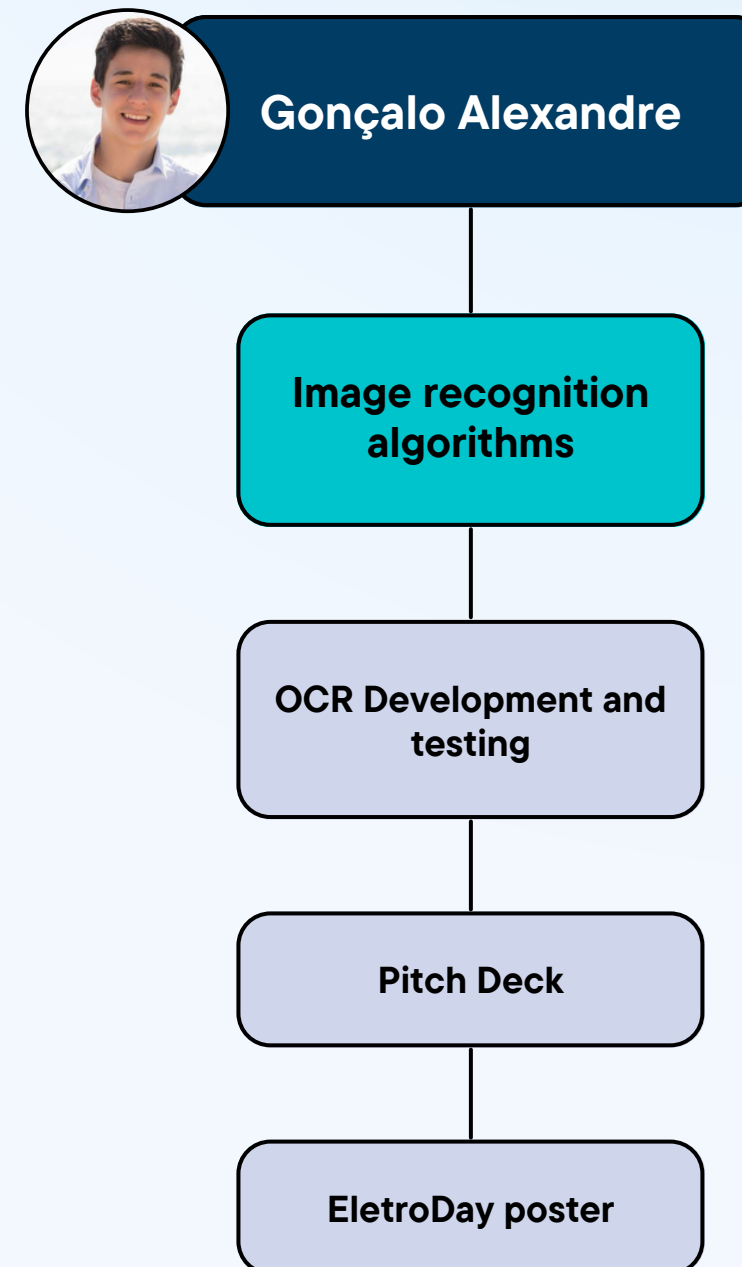 Gonçalo Alexandre
Image recognition
algorithms
OCR Development and
testing
Pitch Deck
EletroDay poster